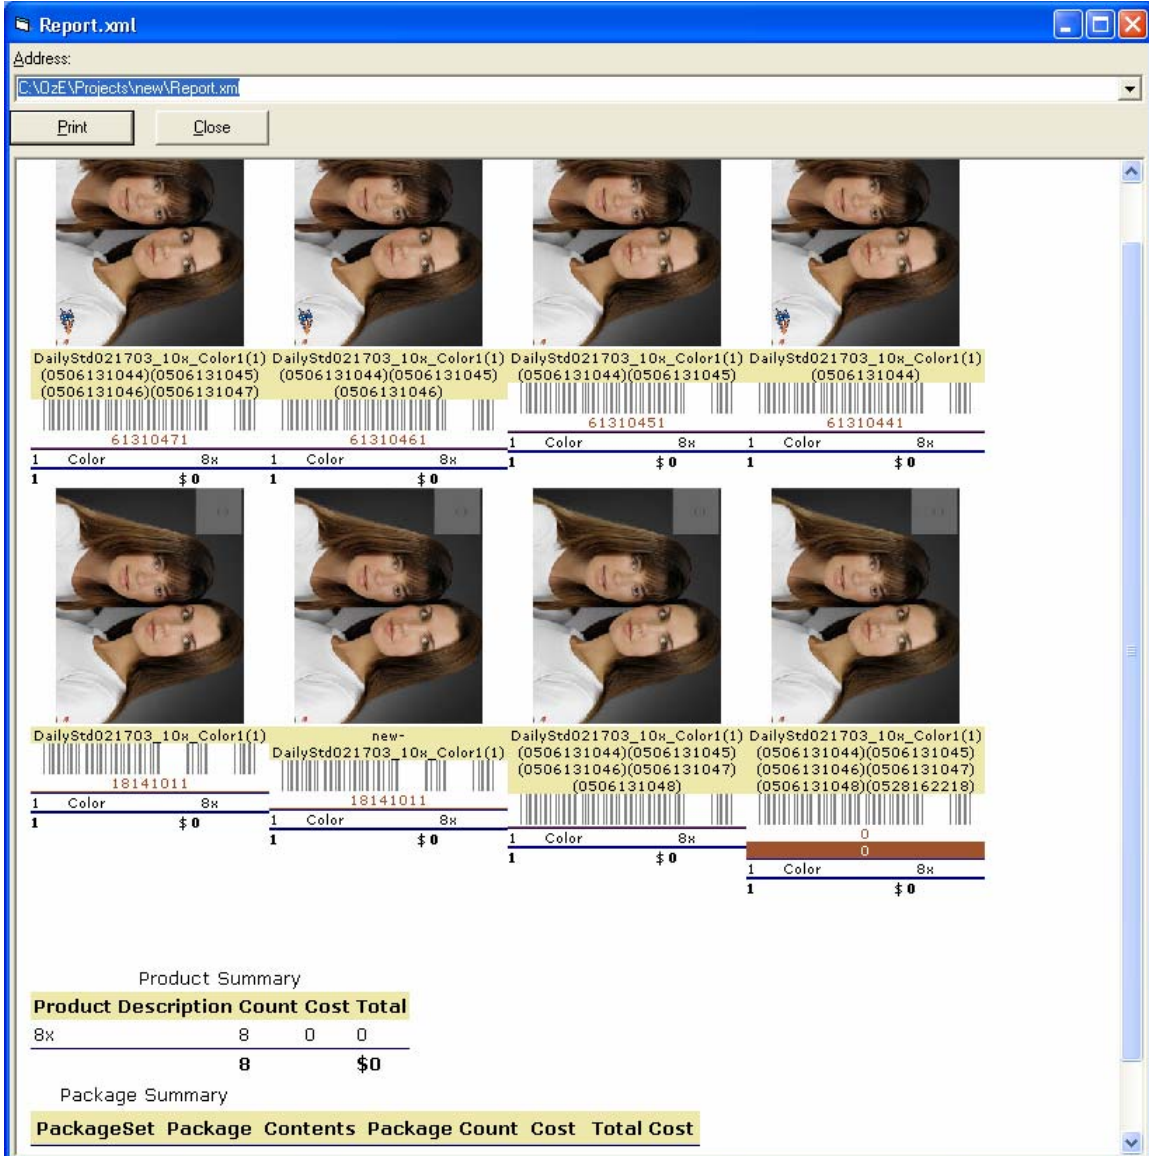 Report.xml
Address:
C:\OzE\Projects\new\Report.xml
Print Close
DailyStd021703_10x_Color1(1) DailyStd021703_10x_Color1(1) DailyStd021703_10x_Color1(1) DailyStd021703_10x_Color1(1)
(0506131044)(0506131045) (0506131044)(0506131045) (0506131044)(0506131045) (0506131044)
(0506131046)(0506131047) (0506131046)
61310451 61310441
61310471 61310461
1 Color 8x 1 Color 8x
1 Color 8x 1 Color 8x
1 $ 0 1 $ 0
1 $ 0 1 $ 0
DailyStd021703_10x_Color1(1) new- DailyStd021703_10x_Color1(1) DailyStd021703_10x_Color1(1)
DailyStd021703_10x_Color1(1) (0506131044)(0506131045) (0506131044)(0506131045)
(0506131046)(0506131047) (0506131046)(0506131047)
18141011 (0506131048) (0506131048)(0528162218)
18141011
1 Color 8x
1 $ 0 1 Color 8x
1 $ 0
0
1 Color 8x 0
1 $ 0 1 Color 8x
1 $ 0
Product Summary
Product Description Count Cost Total
8x 8 0 0
8 $0
Package Summary
PackageSet Package Contents Package Count Cost Total Cost